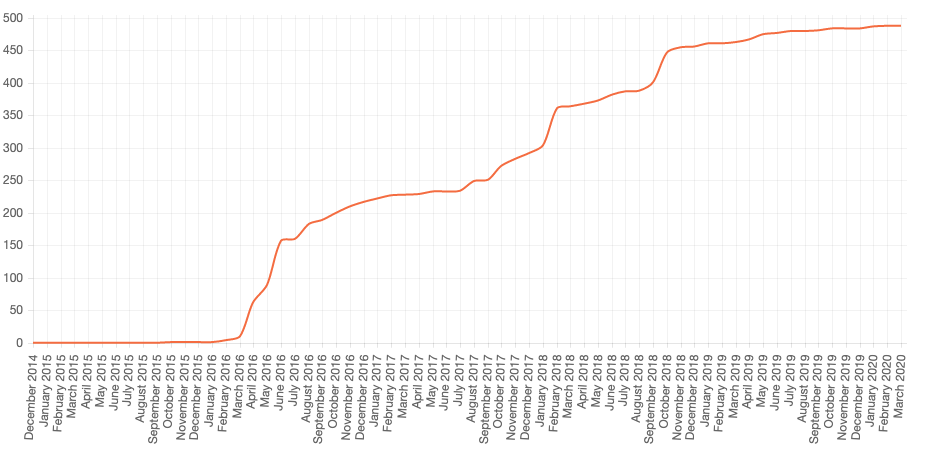 500
450
400
350
300
250
200
150
100
50
0
December 2014
January 2015
February 2015
March 2015
April 2015
May 2015
June 2015
July 2015
August 2015
September 2015
October 2015
November 2015
December 2015
January 2016
February 2016
March 2016
April 2016
May 2016
June 2016
July 2016
August 2016
September 2016
October 2016
November 2016
December 2016
January 2017
February 2017
March 2017
April 2017
May 2017
June 2017
July 2017
August 2017
September 2017
October 2017
November 2017
December 2017
January 2018
February 2018
March 2018
April 2018
May 2018
June 2018
July 2018
August 2018
September 2018
October 2018
November 2018
December 2018
January 2019
February 2019
March 2019
April 2019
May 2019
June 2019
July 2019
August 2019
September 2019
October 2019
November 2019
December 2019
January 2020
February 2020
March 2020